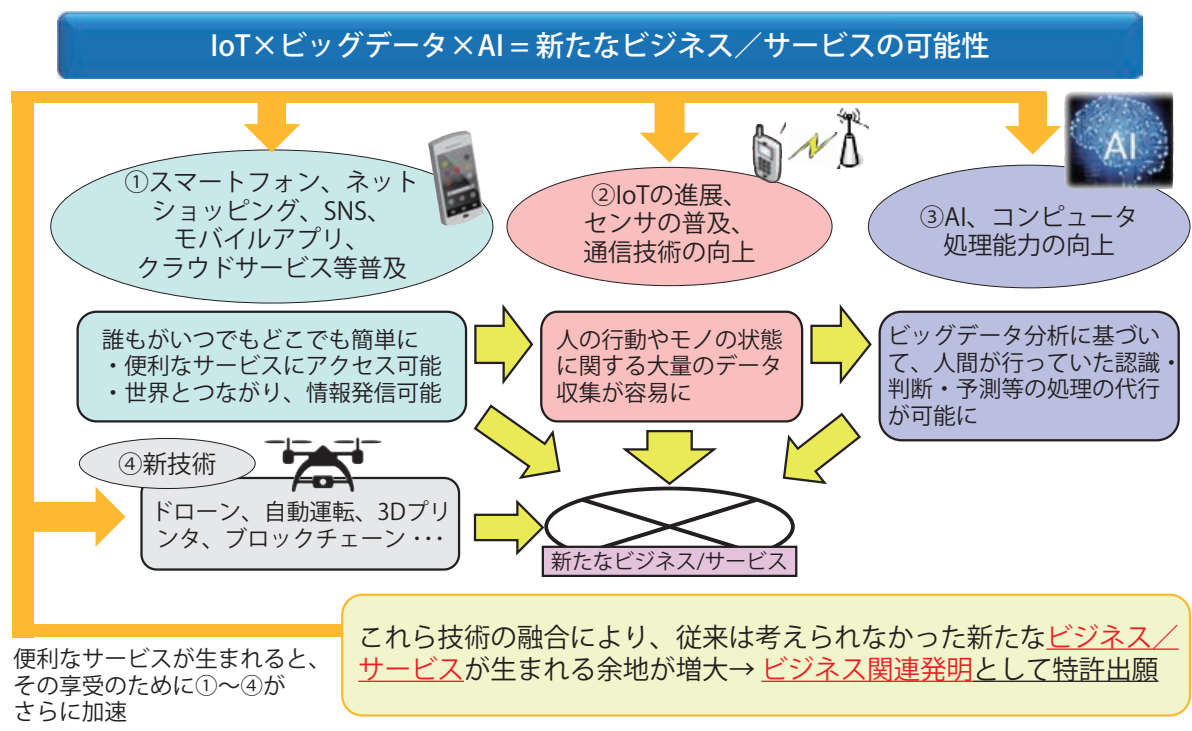 IoT×ビッグデータ×AI = 新たなビジネス／サービスの可能性
①スマートフォン、ネット
ショッピング、SNS、
モバイルアプリ、
クラウドサービス等普及
②IoTの進展、
センサの普及、
通信技術の向上
AI
③AI、コンピュータ
処理能力の向上
誰もがいつでもどこでも簡単に
・便利なサービスにアクセス可能
・世界とつながり、情報発信可能
人の行動やモノの状態
に関する大量のデータ
収集が容易に
ビッグデータ分析に基づい
て、人間が行っていた認識・
判断・予測等の処理の代行
が可能に
④新技術
ドローン、自動運転、3Dプリ
ンタ、ブロックチェーン・・・
新たなビジネス/サービス
これら技術の融合により、従来は考えられなかった新たなビジネス／
サービスが生まれる余地が増大→ ビジネス関連発明として特許出願
便利なサービスが生まれると、
その享受のために①～④が
さらに加速